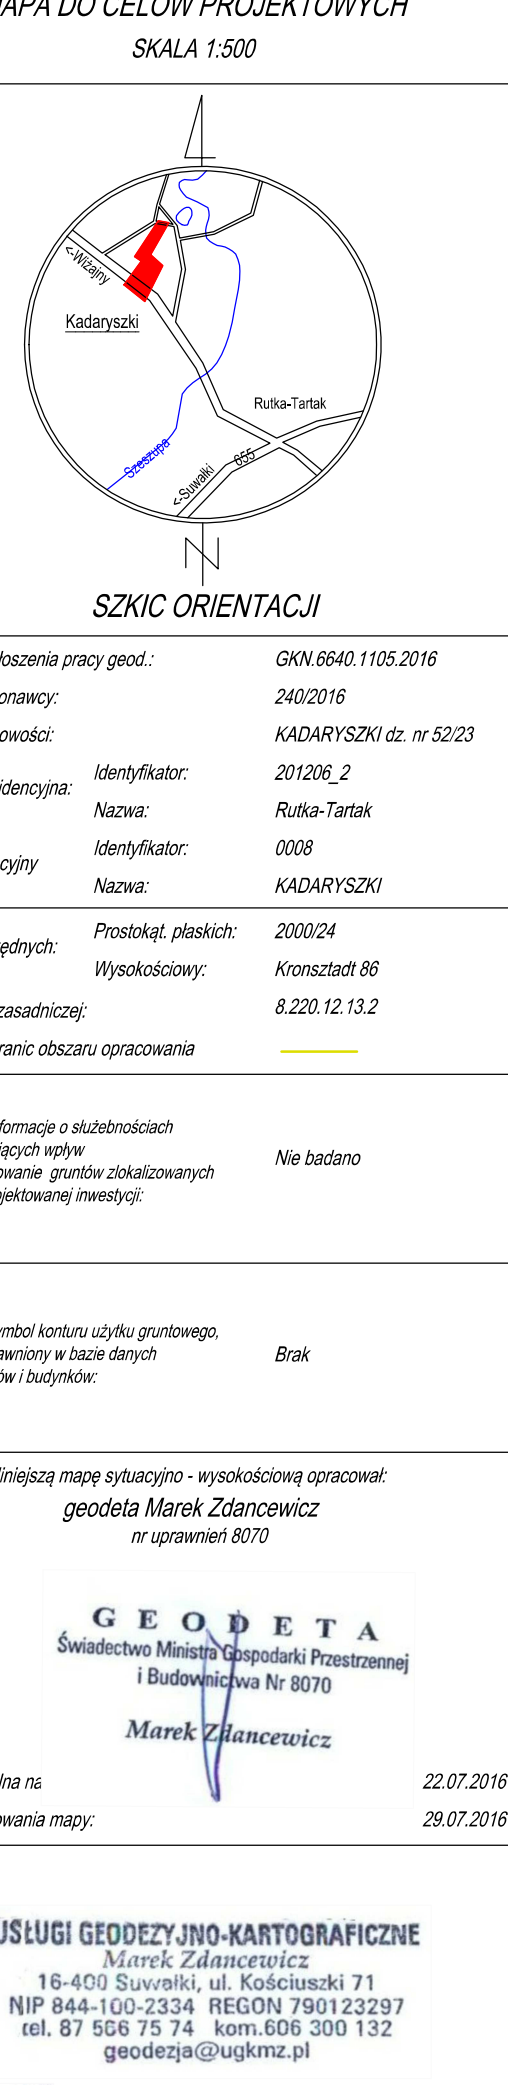 MAPA DO CELÓW PROJEKTOWYCH
SKALA 1:500
<-Wiżajny
Kadaryszki
Rutka-Tartak
Szeszupa
655
<-Suwałki
N
SZKIC ORIENTACJI
łoszenia pracy geod.: GKN.6640.1105.2016
onawcy: 240/2016
owości: KADARYSZKI dz. nr 52/23
idencyjna: Identyfikator: 201206_2
Nazwa: Rutka-Tartak
cyjny Identyfikator: 0008
Nazwa: KADARYSZKI
ędnych: Prostokąt. płaskich: 2000/24
Wysokościowy: Kronsztadt 86
zasadniczej: 8.220.12.13.2
ranic obszaru opracowania
formacje o służebnościach
jących wpływ
owanie gruntów zlokalizowanych
ojektowanej inwestycji:
Nie badano
ymbol konturu użytku gruntowego,
awniony w bazie danych
ów i budynków:
Brak
iniejszą mapę sytuacyjno - wysokościową opracował:
geodeta Marek Zdancewicz
nr uprawnień 8070
GEODETA
Świadectwo Ministra Gospodarki Przestrzennej
i Budownictwa Nr 8070
Marek Zdancewicz
lna na 22.07.2016
owania mapy: 29.07.2016
USŁUGI GEODEZYJNO-KARTOGRAFICZNE
Marek Zdancewicz
16-400 Suwałki, ul. Kościuszki 71
NIP 844-100-2334 REGON 790123297
tel. 87 566 75 74 kom.606 300 132
geodezja@ugkmz.pl